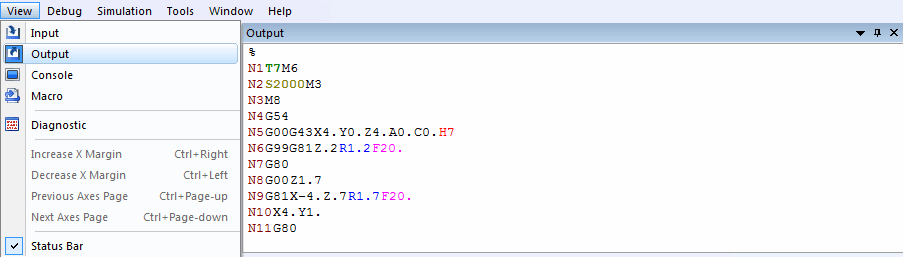 View Debug Simulation Tools Window Help
Input
Output
Console
Macro
Diagnostic
Increase X Margin Ctrl+Right
Decrease X Margin Ctrl+Left
Previous Axes Page Ctrl+Page-up
Next Axes Page Ctrl+Page-down
Status Bar
Output
%
N1T7M6
N2S2000M3
N3M8
N4G54
N5G00G43X4.Y0.Z4.A0.C0.H7
N6G99G81Z.2R1.2F20.
N7G80
N8G00Z1.7
N9G81X-4.Z.7R1.7F20.
N10X4.Y1.
N11G80